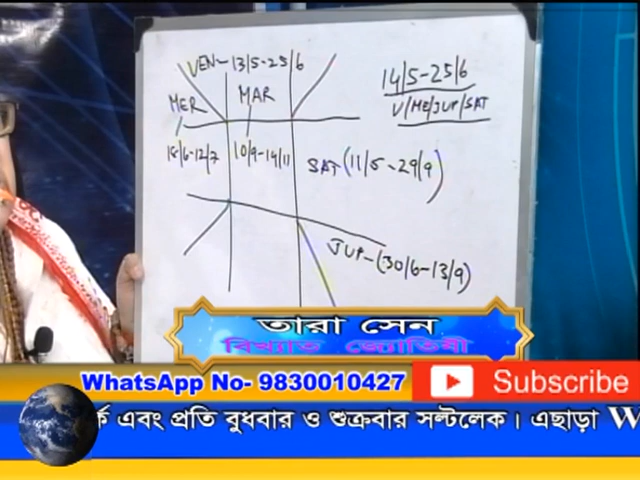 VEN- 13/5-25/6
MER
MAR
18/6-12/7
10/9-14/11
SAT (11/5-29/9)
JUP-(30/6-13/9)
14/5-25/6
V/ME/JUP/SAT
তারা সেন
বিখ্যাত জ্যোতিষী
WhatsApp No- 9830010427
Subscribe
র্ক এবং প্রতি বুধবার ও শুক্রবার সল্টলেক। এছাড়া W